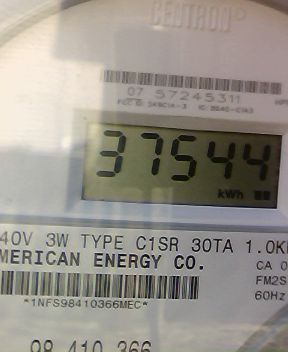 CENTRON®
07 57245311
37544
kWh
40V 3W TYPE C1SR 30TA 1.0K
MERICAN ENERGY CO.
CA 0
FM2S
60Hz
*1NFS98410366MEC*
98 410 366